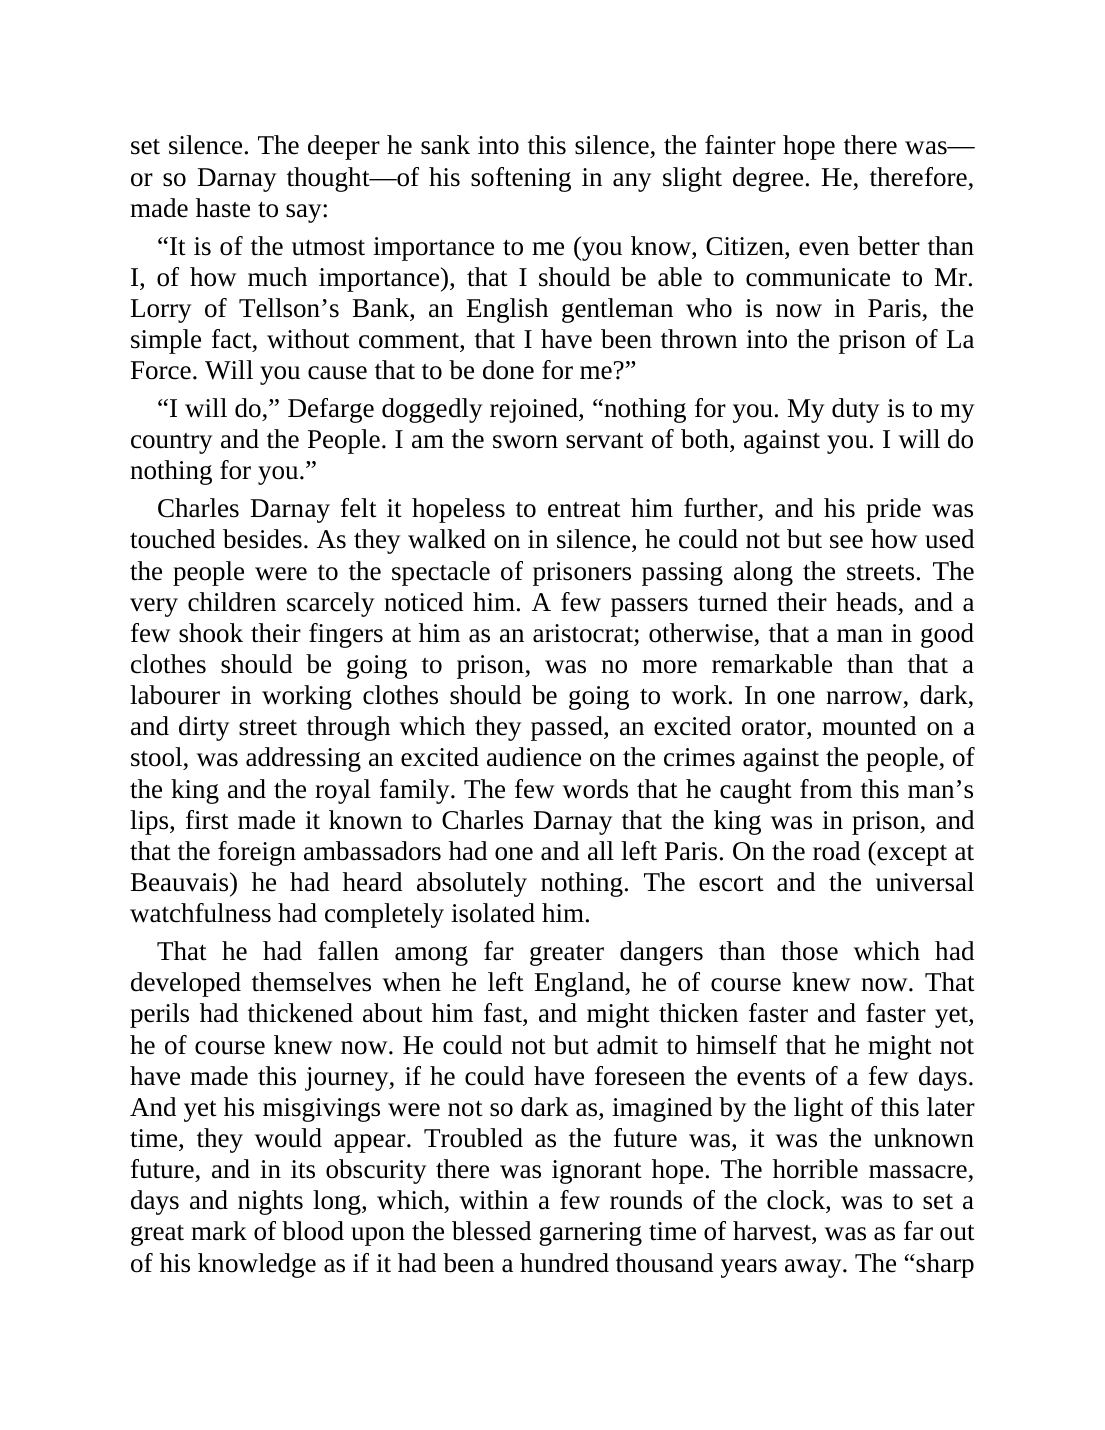 set silence. The deeper he sank into this silence, the fainter hope there was—
or so Darnay thought—of his softening in any slight degree. He, therefore,
made haste to say:
“It is of the utmost importance to me (you know, Citizen, even better than
I, of how much importance), that I should be able to communicate to Mr.
Lorry of Tellson’s Bank, an English gentleman who is now in Paris, the
simple fact, without comment, that I have been thrown into the prison of La
Force. Will you cause that to be done for me?”
“I will do,” Defarge doggedly rejoined, “nothing for you. My duty is to my
country and the People. I am the sworn servant of both, against you. I will do
nothing for you.”
Charles Darnay felt it hopeless to entreat him further, and his pride was
touched besides. As they walked on in silence, he could not but see how used
the people were to the spectacle of prisoners passing along the streets. The
very children scarcely noticed him. A few passers turned their heads, and a
few shook their fingers at him as an aristocrat; otherwise, that a man in good
clothes should be going to prison, was no more remarkable than that a
labourer in working clothes should be going to work. In one narrow, dark,
and dirty street through which they passed, an excited orator, mounted on a
stool, was addressing an excited audience on the crimes against the people, of
the king and the royal family. The few words that he caught from this man’s
lips, first made it known to Charles Darnay that the king was in prison, and
that the foreign ambassadors had one and all left Paris. On the road (except at
Beauvais) he had heard absolutely nothing. The escort and the universal
watchfulness had completely isolated him.
That he had fallen among far greater dangers than those which had
developed themselves when he left England, he of course knew now. That
perils had thickened about him fast, and might thicken faster and faster yet,
he of course knew now. He could not but admit to himself that he might not
have made this journey, if he could have foreseen the events of a few days.
And yet his misgivings were not so dark as, imagined by the light of this later
time, they would appear. Troubled as the future was, it was the unknown
future, and in its obscurity there was ignorant hope. The horrible massacre,
days and nights long, which, within a few rounds of the clock, was to set a
great mark of blood upon the blessed garnering time of harvest, was as far out
of his knowledge as if it had been a hundred thousand years away. The “sharp